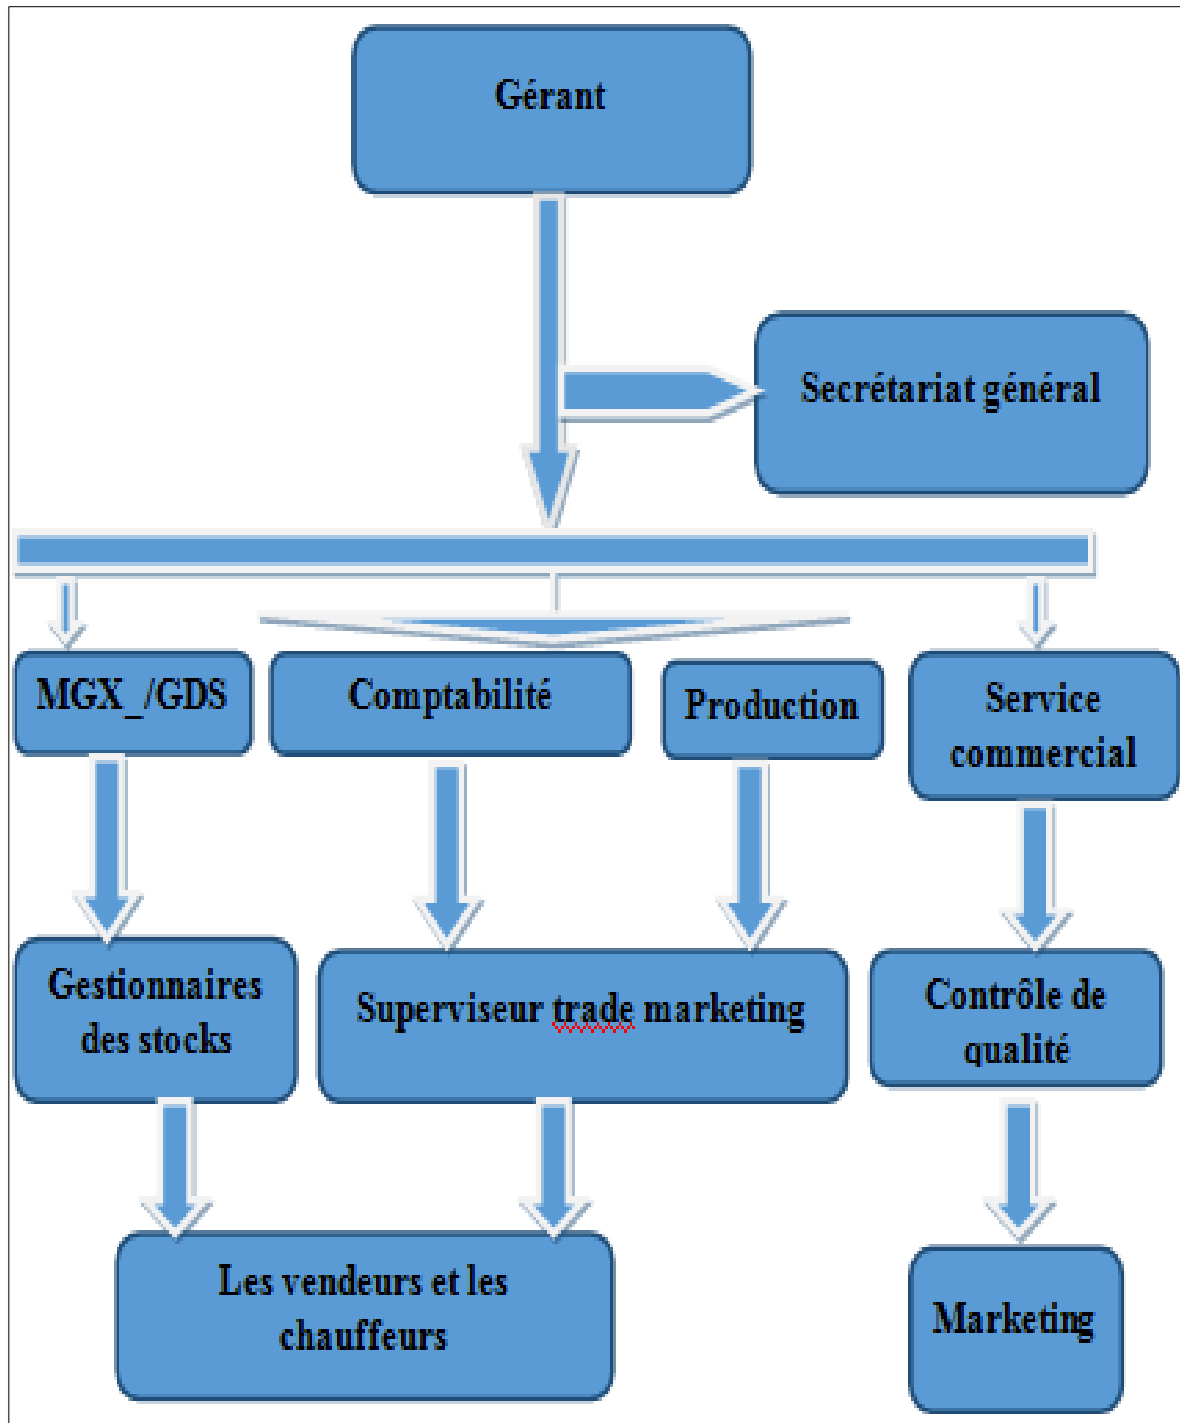 Gérant
Secrétariat général
MGX_/GDS
Comptabilité
Production
Service
commercial
Gestionnaires
des stocks
Superviseur trade marketing
Contrôle de
qualité
Les vendeurs et les
chauffeurs
Marketing